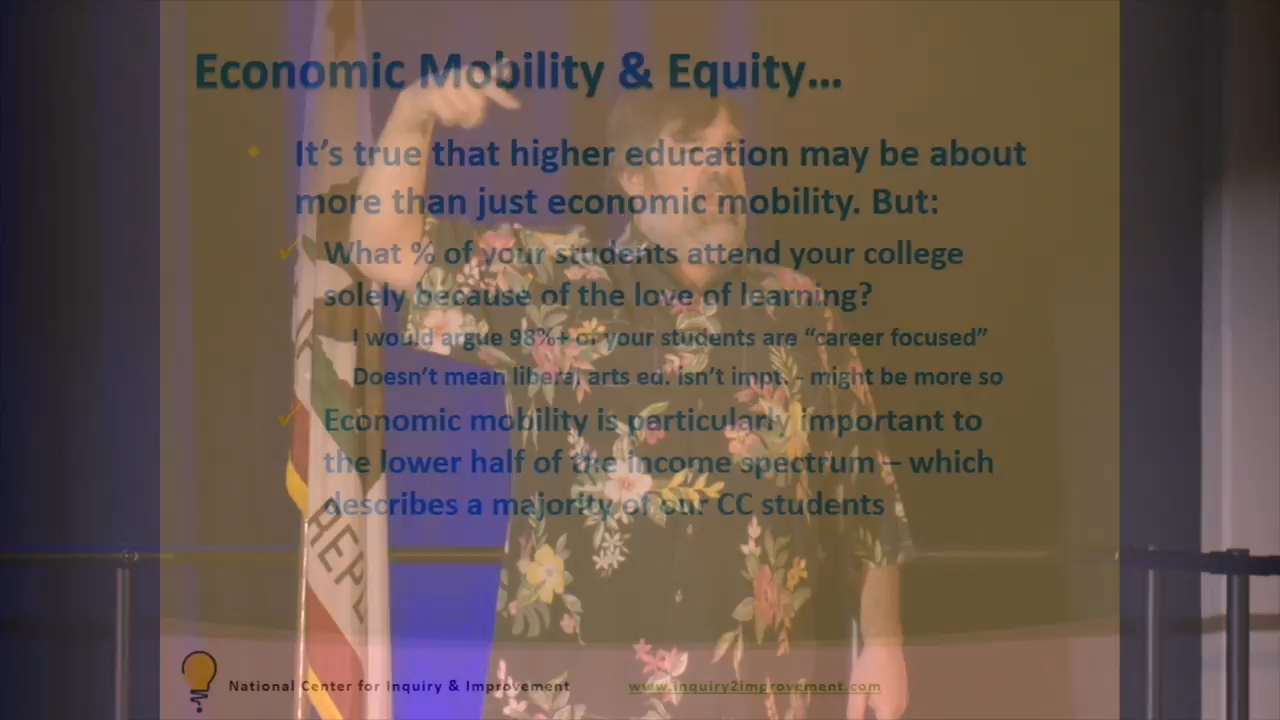 Economic Mobility & Equity...
It's true that higher education may be about
more than just economic mobility. But:
What % of your students attend your college
solely because of the love of learning?
I would argue 98%+ of your students are "career focused"
Doesn't mean liberal arts ed. isn't impt. - might be more so
Economic mobility is particularly important to
the lower half of the income spectrum – which
describes a majority of our CC students
REP
National Center for Inquiry & Improvement www.inquiry2improvement.com